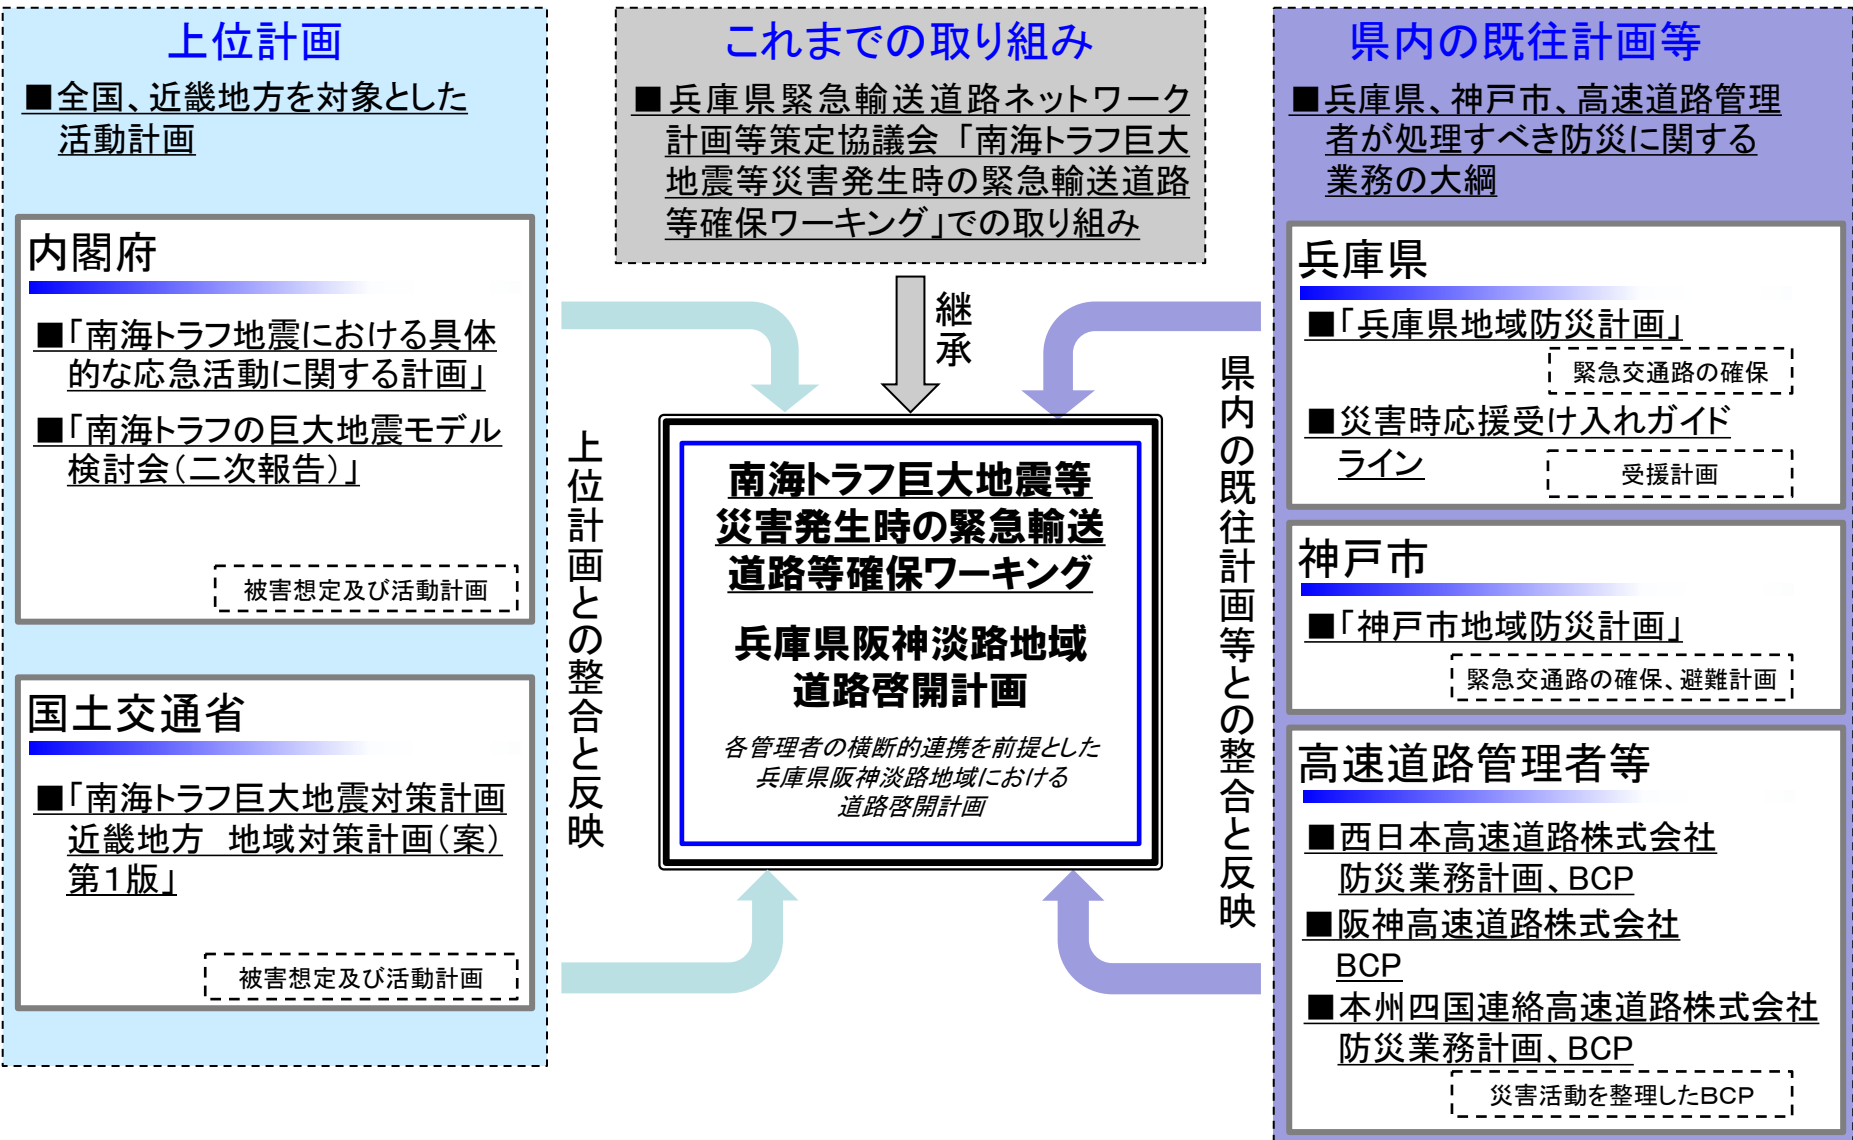 上位計画
■全国、近畿地方を対象とした
活動計画
内閣府
■「南海トラフ地震における具体
的な応急活動に関する計画」
■「南海トラフの巨大地震モデル
検討会(二次報告)」
被害想定及び活動計画
国土交通省
■「南海トラフ巨大地震対策計画
近畿地方　地域対策計画(案)
第1版」
被害想定及び活動計画
上位計画との整合と反映
これまでの取り組み
■兵庫県緊急輸送道路ネットワーク
計画等策定協議会「南海トラフ巨大
地震等災害発生時の緊急輸送道路
等確保ワーキング」での取り組み
継承
南海トラフ巨大地震等
災害発生時の緊急輸送
道路等確保ワーキング
兵庫県阪神淡路地域
道路啓開計画
各管理者の横断的連携を前提とした
兵庫県阪神淡路地域における
道路啓開計画
県内の既往計画等との整合と反映
県内の既往計画等
■兵庫県、神戸市、高速道路管理
者が処理すべき防災に関する
業務の大綱
兵庫県
■「兵庫県地域防災計画」
緊急交通路の確保
■災害時応援受け入れガイド
ライン
受援計画
神戸市
■「神戸市地域防災計画」
緊急交通路の確保、避難計画
高速道路管理者等
■西日本高速道路株式会社
防災業務計画、BCP
■阪神高速道路株式会社
BCP
■本州四国連絡高速道路株式会社
防災業務計画、BCP
災害活動を整理したBCP